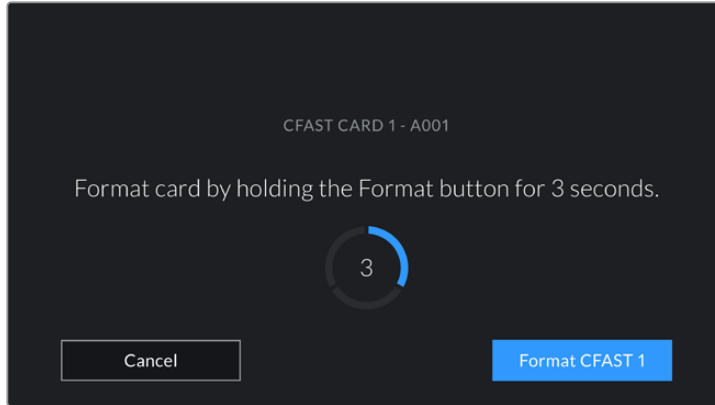 CFAST CARD 1 - A001
Format card by holding the Format button for 3 seconds.
3
Cancel
Format CFAST 1